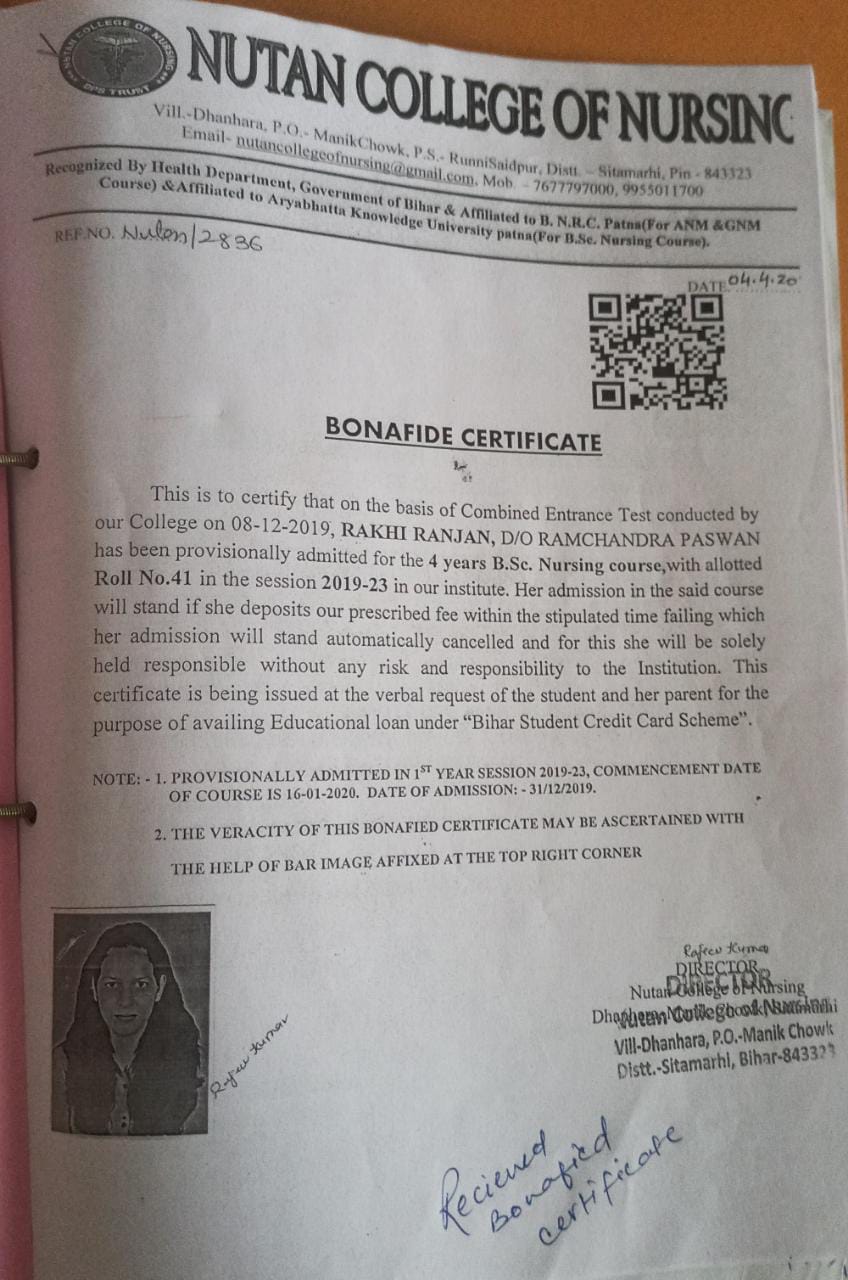 NUTAN COLLEGE OF NURSING
DPS TRUST
NUTAN COLLEGE OF NURSING
Vill.-Dhanhara, P.O.- ManikChowk, P.S.- RunniSaidpur, Distt. – Sitamarhi, Pin - 843323
Email- nutancollegeofnursing@gmail.com, Mob. – 7677797000, 9955011700
Recognized By Health Department, Government of Bihar & Affiliated to B. N.R.C. Patna(For ANM &GNM
Course) &Affiliated to Aryabhatta Knowledge University patna(For B.Sc. Nursing Course).
REF.NO. Nutan/2836
DATE 04.4.20
BONAFIDE CERTIFICATE
This is to certify that on the basis of Combined Entrance Test conducted by
our College on 08-12-2019, RAKHI RANJAN, D/O RAMCHANDRA PASWAN
has been provisionally admitted for the 4 years B.Sc. Nursing course,with allotted
Roll No.41 in the session 2019-23 in our institute. Her admission in the said course
will stand if she deposits our prescribed fee within the stipulated time failing which
her admission will stand automatically cancelled and for this she will be solely
held responsible without any risk and responsibility to the Institution. This
certificate is being issued at the verbal request of the student and her parent for the
purpose of availing Educational loan under “Bihar Student Credit Card Scheme”.
NOTE: - 1. PROVISIONALLY ADMITTED IN 1ST YEAR SESSION 2019-23, COMMENCEMENT DATE
OF COURSE IS 16-01-2020. DATE OF ADMISSION: - 31/12/2019.
2. THE VERACITY OF THIS BONAFIED CERTIFICATE MAY BE ASCERTAINED WITH
THE HELP OF BAR IMAGE AFFIXED AT THE TOP RIGHT CORNER
Rajeev Kumar
DIRECTOR
DIRECTOR
Nutan College of Nursing
Nutan College of Nursing
Vill-Dhanhara, P.O.-Manik Chowk
Distt.-Sitamarhi, Bihar-843323
Rajeev Kumar
Recieved
Bonafied
certificate